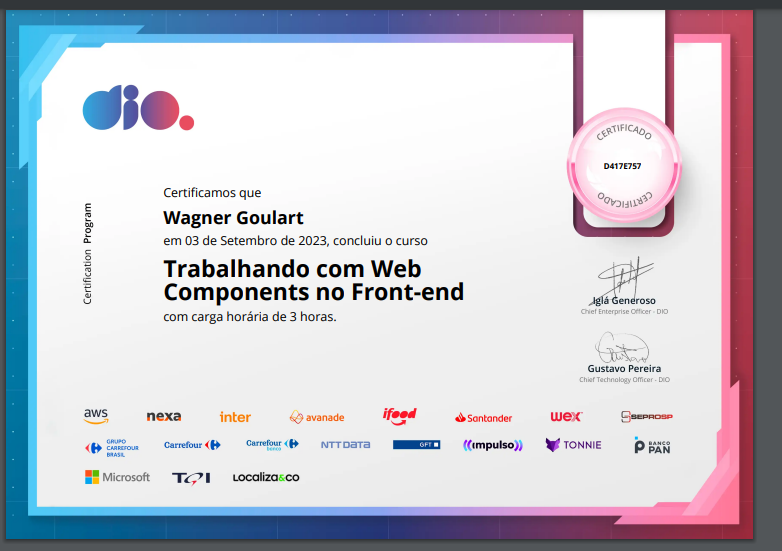 dio.
CERTIFICADO
D417E757
CERTIFICADO
Certification Program
Certificamos que
Wagner Goulart
em 03 de Setembro de 2023, concluiu o curso
Trabalhando com Web
Components no Front-end
com carga horária de 3 horas.
Iglá Generoso
Chief Enterprise Officer - DIO
Gustavo Pereira
Chief Technology Officer - DIO
aws nexa inter avanade ifood Santander wex SEPROSP
GRUPO
CARREFOUR
BRASIL
Carrefour Carrefour banco NTT DATA GFT impulso TONNIE BANCO PAN
Microsoft TQI Localiza&co